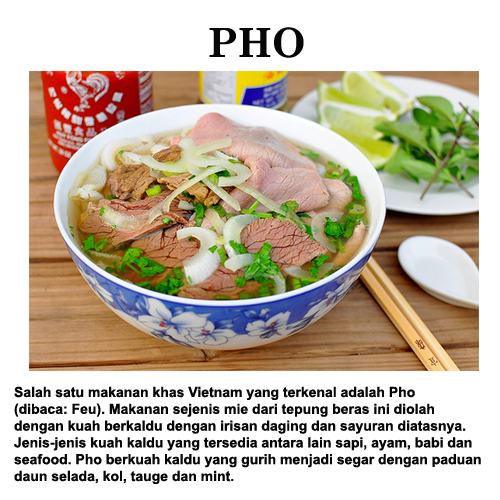 PHO
Salah satu makanan khas Vietnam yang terkenal adalah Pho
(dibaca: Feu). Makanan sejenis mie dari tepung beras ini diolah
dengan kuah berkaldu dengan irisan daging dan sayuran diatasnya.
Jenis-jenis kuah kaldu yang tersedia antara lain sapi, ayam, babi dan
seafood. Pho berkuah kaldu yang gurih menjadi segar dengan paduan
daun selada, kol, tauge dan mint.